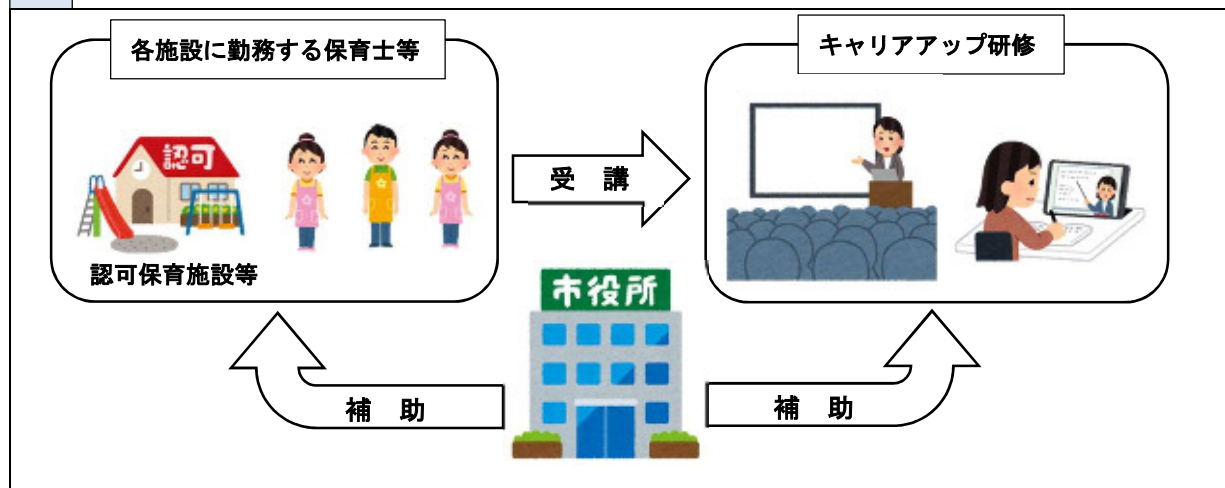 各施設に勤務する保育士等
キャリアアップ研修
認可
受 講
認可保育施設等
市役所
補 助
補 助